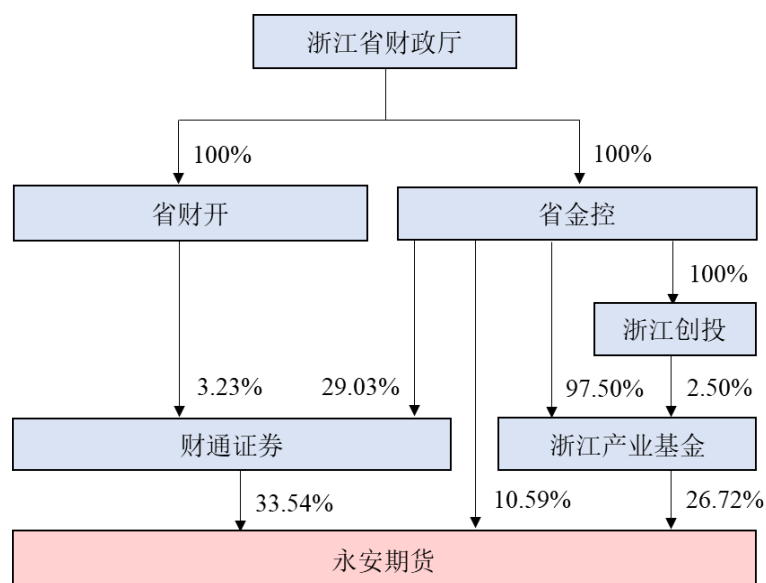 浙江省财政厅
100%
100%
省财开
省金控
100%
浙江创投
3.23%
29.03%
97.50%
2.50%
财通证券
浙江产业基金
33.54%
10.59%
26.72%
永安期货